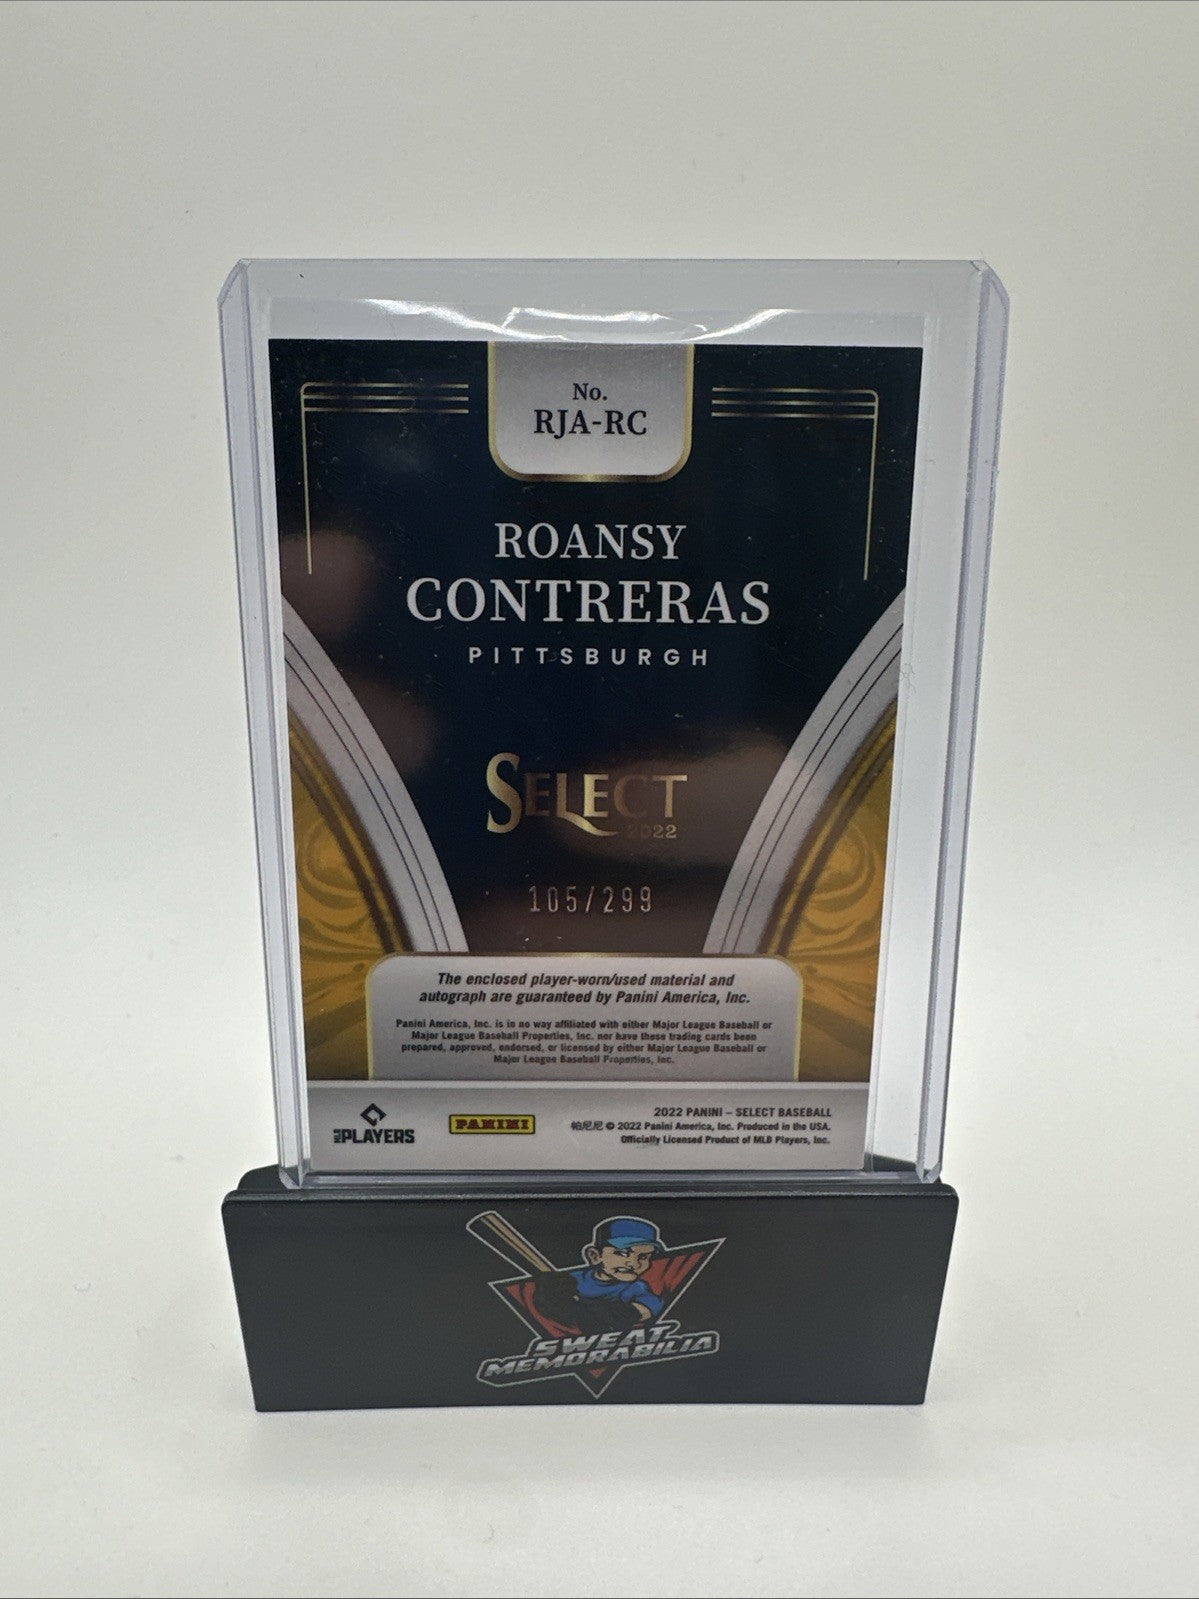 No.
RJA-RC
ROANSY
CONTRERAS
PITTSBURGH
SELECT
2022
105/299
The enclosed player-worn/used material and
autograph are guaranteed by Panini America, Inc.
Panini America, Inc. is in no way affiliated with either Major League Baseball or
Major League Baseball Properties, Inc. nor have these trading cards been
prepared, approved, endorsed, or licensed by either Major League Baseball or
Major League Baseball Properties, Inc.
MLB PLAYERS
PANINI
2022 PANINI – SELECT BASEBALL
帕尼尼 © 2022 Panini America, Inc. Produced in the USA.
Officially Licensed Product of MLB Players, Inc.
SWEAT
MEMORABILIA